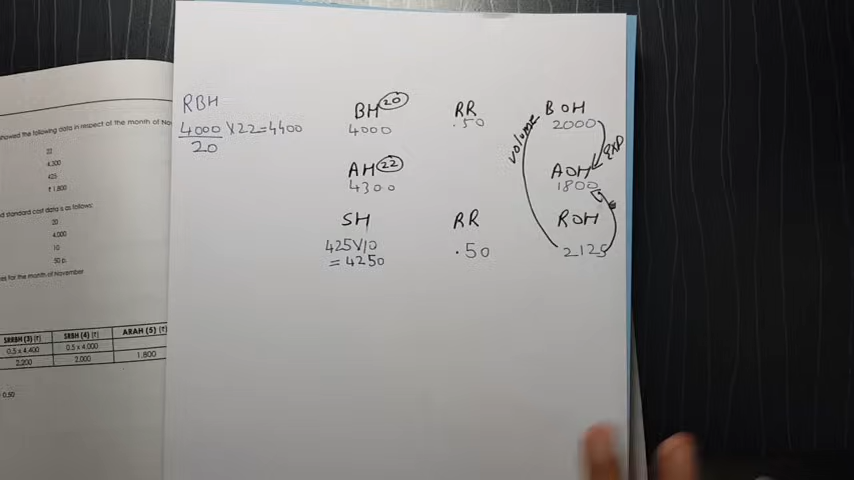 showed the following data in respect of the month of No
22
4,300
425
₹ 1,800
d standard cost data is as follows:
20
4,000
10
50 p.
es for the month of November
SRRBH (3) (₹) SRBH (4) (₹) ARAH (5) (₹)
0.5 x 4,400 0.5 x 4,000
2,200 2,000 1,800
0.50
RBH
4000 X 22 = 4400
20
BH 20 RR BOH
4000 .50 2000
volume
EXP
AH 22 AOH
4300 1800
SH RR ROH
425X10 .50 2125
= 4250